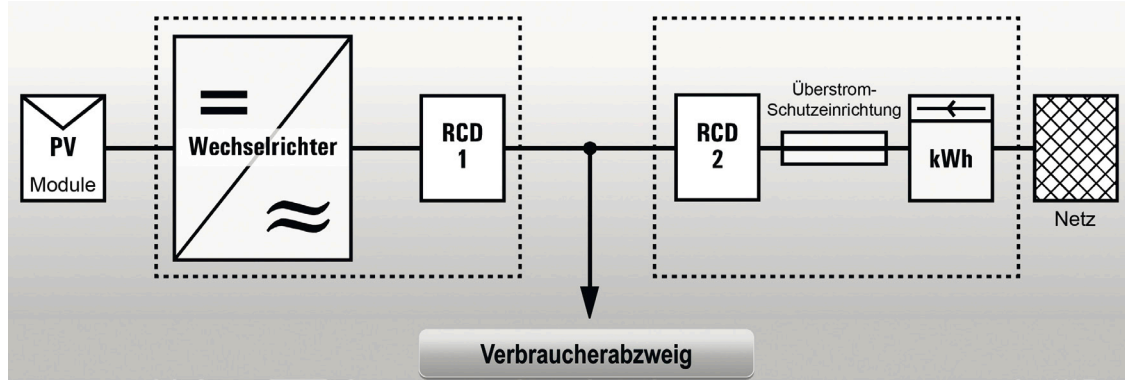 PV
Module
Wechselrichter
RCD
1
RCD
2
Überstrom-
Schutzeinrichtung
kWh
Netz
Verbraucherabzweig